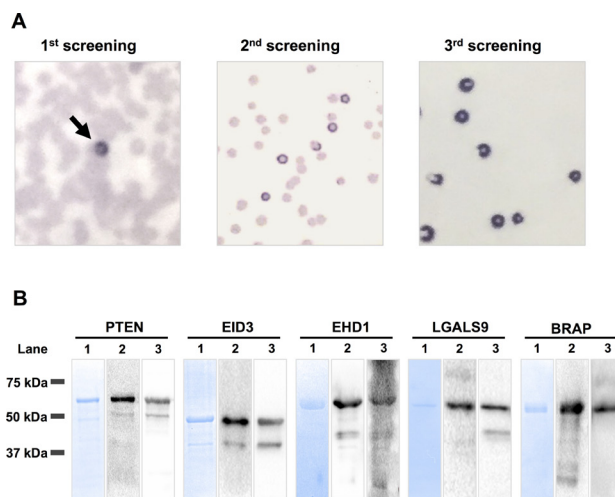 A
1st screening 2nd screening 3rd screening
B
PTEN EID3 EHD1 LGALS9 BRAP
Lane 1 2 3 1 2 3 1 2 3 1 2 3 1 2 3
75 kDa
50 kDa
37 kDa